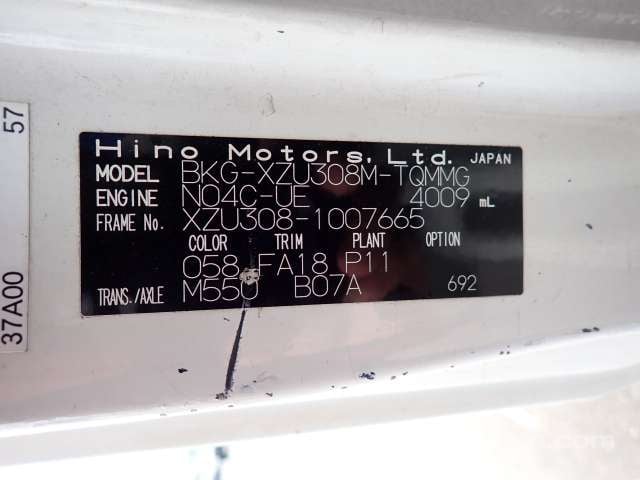 57
37A00
Hino Motors, Ltd. JAPAN
MODEL BKG-XZU308M-TQMMG
ENGINE N04C-UE 4009 mL
FRAME No. XZU308-1007665
COLOR TRIM PLANT OPTION
058 FA18 P11
TRANS./AXLE M550 B07A 692